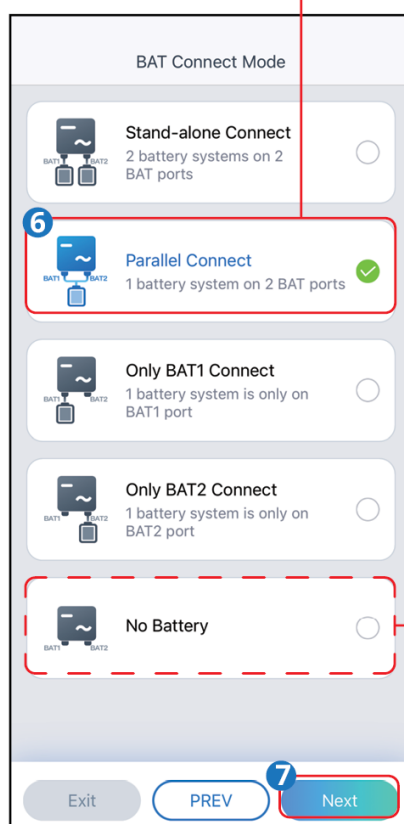 BAT Connect Mode
Stand-alone Connect
2 battery systems on 2
BAT ports
BAT1 BAT2
6
Parallel Connect
1 battery system on 2 BAT ports
BAT1 BAT2
Only BAT1 Connect
1 battery system is only on
BAT1 port
BAT1 BAT2
Only BAT2 Connect
1 battery system is only on
BAT2 port
BAT1 BAT2
No Battery
BAT1 BAT2
7
Exit PREV Next